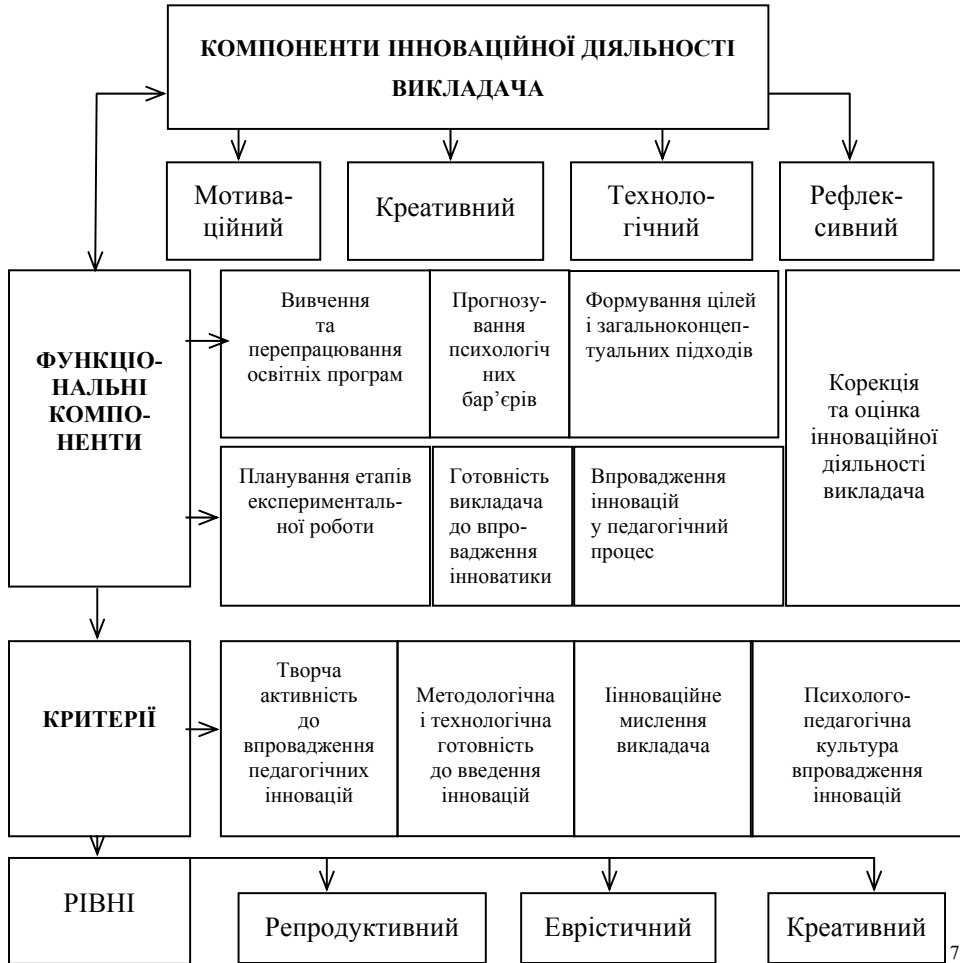 КОМПОНЕНТИ ІННОВАЦІЙНОЇ ДІЯЛЬНОСТІ
ВИКЛАДАЧА
Мотива-
ційний
Креативний
Техноло-
гічний
Рефлек-
сивний
ФУНКЦІО-
НАЛЬНІ
КОМПО-
НЕНТИ
Вивчення
та
перепрацювання
освітніх програм
Прогнозу-
вання
психологіч
них
бар’єрів
Формування цілей
і загальноконцеп-
туальних підходів
Корекція
та оцінка
інноваційної
діяльності
викладача
Планування етапів
експерименталь-
ної роботи
Готовність
викладача
до впро-
вадження
інноватики
Впровадження
інновацій
у педагогічний
процес
КРИТЕРІЇ
Творча
активність
до
впровадження
педагогічних
інновацій
Методологічна
і технологічна
готовність
до введення
інновацій
Іінноваційне
мислення
викладача
Психолого-
педагогічна
культура
впровадження
інновацій
РІВНІ
Репродуктивний
Еврістичний
Креативний
7